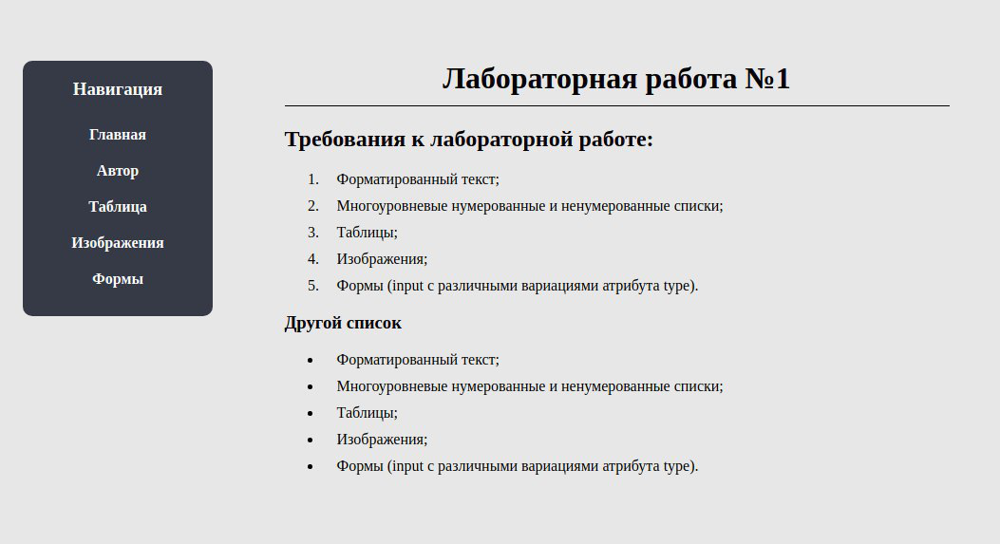 Навигация
Главная
Автор
Таблица
Изображения
Формы
Лабораторная работа №1
Требования к лабораторной работе:
1. Форматированный текст;
2. Многоуровневые нумерованные и ненумерованные списки;
3. Таблицы;
4. Изображения;
5. Формы (input с различными вариациями атрибута type).
Другой список
• Форматированный текст;
• Многоуровневые нумерованные и ненумерованные списки;
• Таблицы;
• Изображения;
• Формы (input с различными вариациями атрибута type).